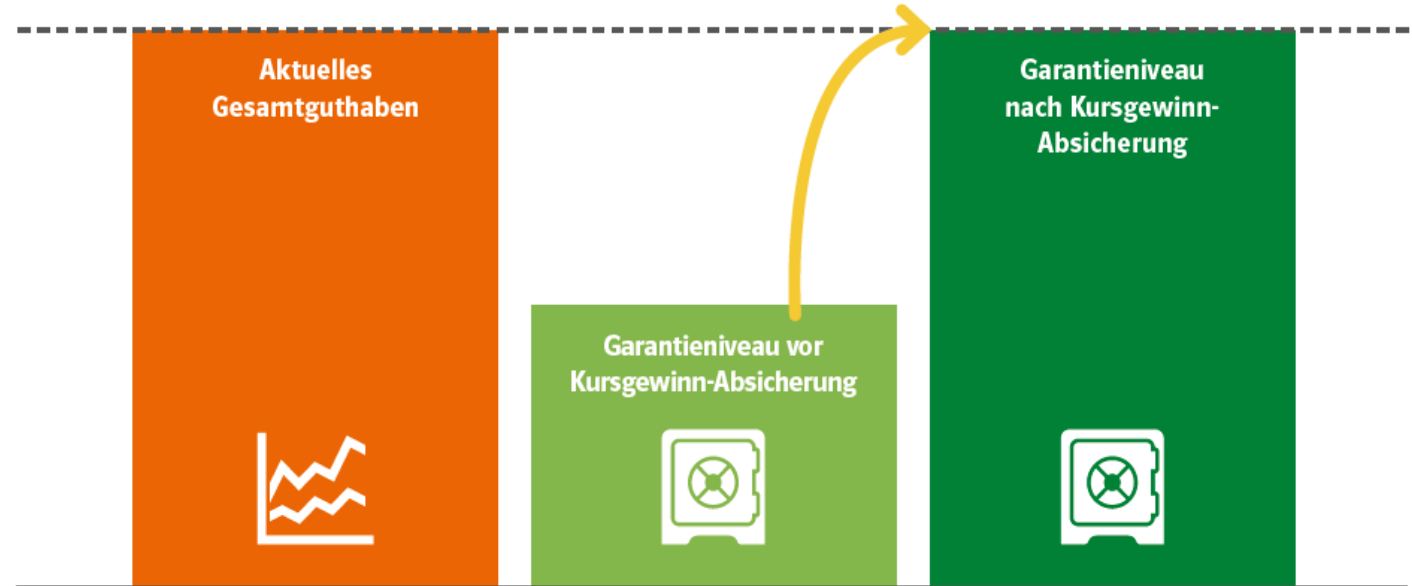 Aktuelles
Gesamtguthaben
Garantieniveau vor
Kursgewinn-Absicherung
Garantieniveau
nach Kursgewinn-
Absicherung